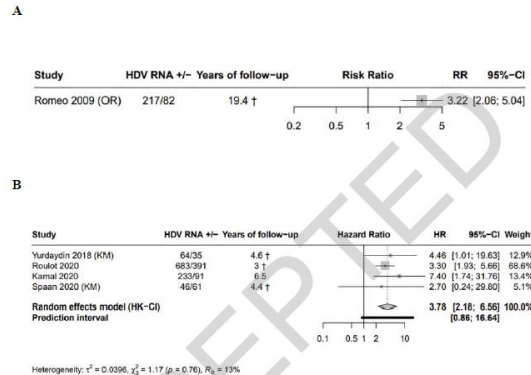 A
Study HDV RNA +/- Years of follow-up Risk Ratio RR 95%-CI
Romeo 2009 (OR) 217/82 19.4 † 3.22 [2.06; 5.04]
0.2 0.5 1 2 5
B
Study HDV RNA +/- Years of follow-up Hazard Ratio HR 95%-CI Weight
Yurdaydin 2018 (KM) 64/35 4.6 † 4.46 [1.01; 19.63] 12.9%
Roulot 2020 683/391 3 † 3.30 [1.93; 5.66] 68.6%
Kamal 2020 233/91 6.5 7.40 [1.74; 31.76] 13.4%
Spaan 2020 (KM) 46/61 4.4 † 2.70 [0.24; 29.80] 5.1%
Random effects model (HK-CI) 3.78 [2.18; 6.56] 100.0%
Prediction interval [0.86; 16.64]
0.1 0.5 1 2 10
Heterogeneity: τ² = 0.0396, χ²₃ = 1.17 (p = 0.76), Rb = 13%
EPTED